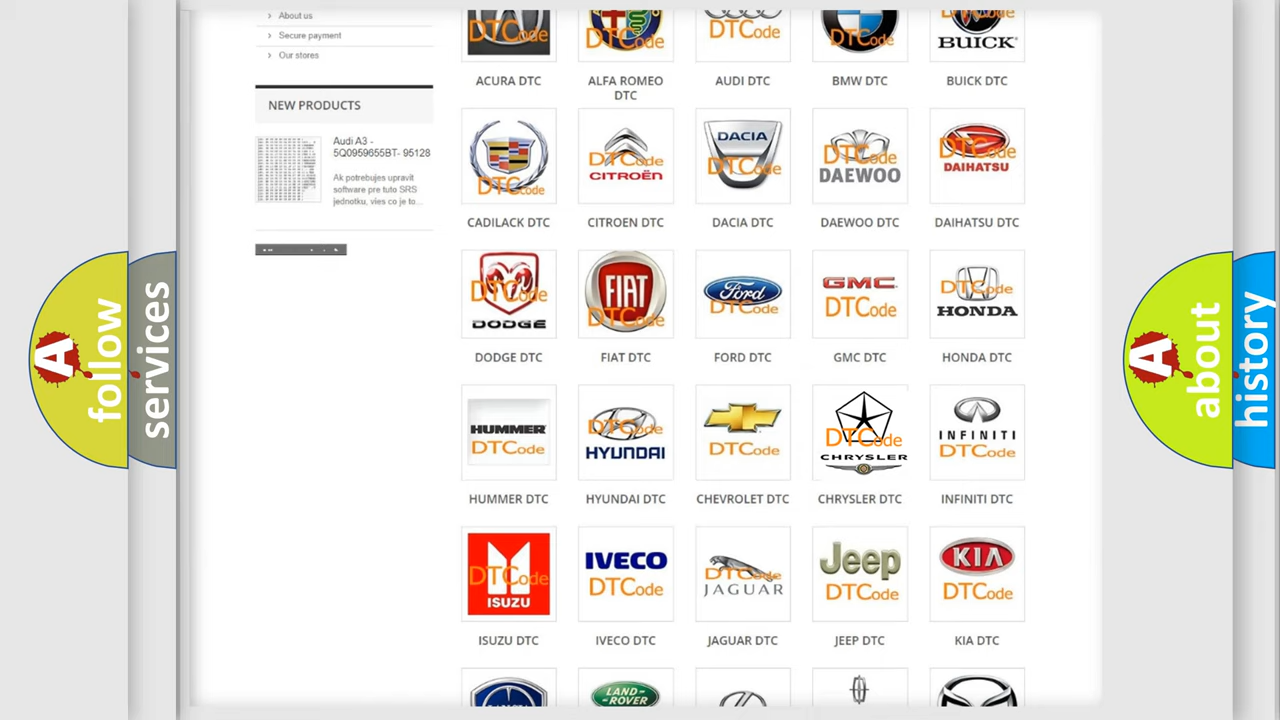 About us
Secure payment
Our stores
NEW PRODUCTS
Audi A3 -
5Q0959655BT- 95128
Ak potrebujes upravit
software pre tuto SRS
jednotku, vies co je to...
follow
services
about
history
A
A
DTCode
DTCode
DTCode
DTCode
BUICK
ACURA DTC
ALFA ROMEO
DTC
AUDI DTC
BMW DTC
BUICK DTC
DTCcode
DTCode
CITROËN
DACIA
DTCode
DTCode
DAEWOO
DTCode
DAIHATSU
CADILACK DTC
CITROEN DTC
DACIA DTC
DAEWOO DTC
DAIHATSU DTC
DTCode
DODGE
FIAT
DTCode
Ford
DTCode
GMC
DTCode
DTCode
HONDA
DODGE DTC
FIAT DTC
FORD DTC
GMC DTC
HONDA DTC
HUMMER
DTCode
DTCode
HYUNDAI
DTCode
DTCode
CHRYSLER
INFINITI
DTCode
HUMMER DTC
HYUNDAI DTC
CHEVROLET DTC
CHRYSLER DTC
INFINITI DTC
DTCode
ISUZU
IVECO
DTCode
DTCode
JAGUAR
Jeep
DTCode
KIA
DTCode
ISUZU DTC
IVECO DTC
JAGUAR DTC
JEEP DTC
KIA DTC
LAND-
ROVER